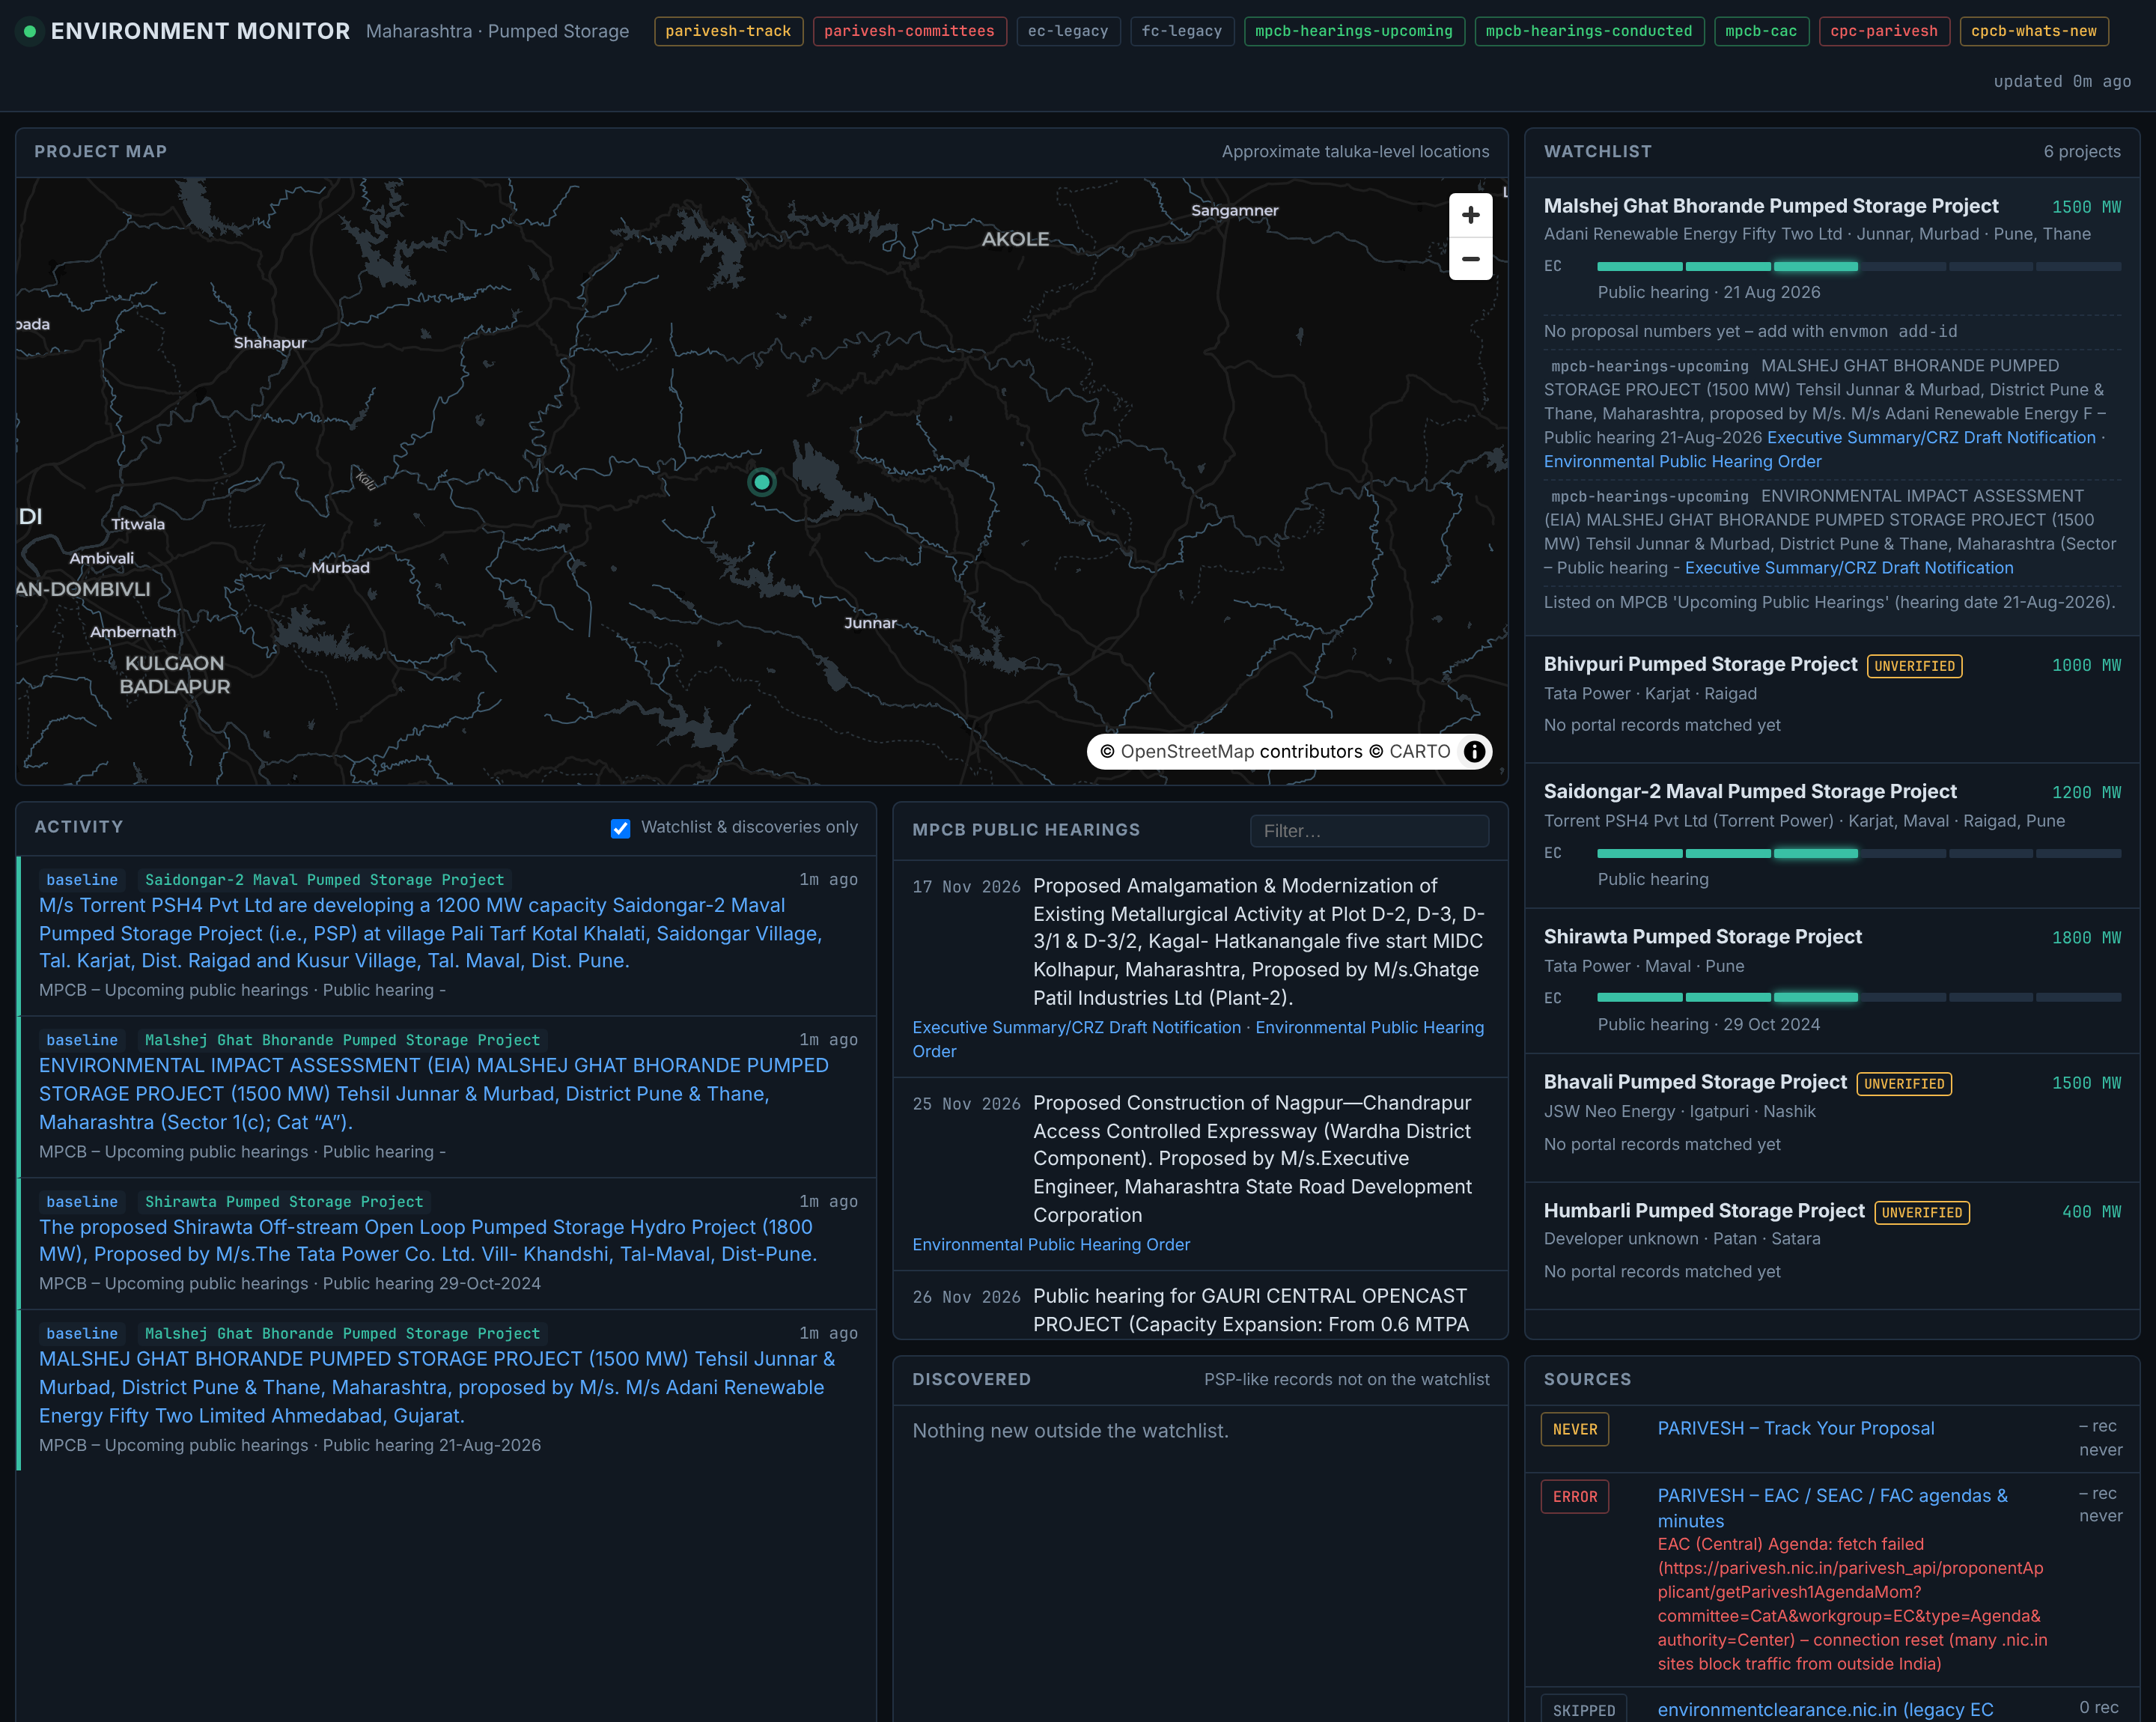 ENVIRONMENT MONITOR Maharashtra · Pumped Storage parivesh-track parivesh-committees ec-legacy fc-legacy mpcb-hearings-upcoming mpcb-hearings-conducted mpcb-cac cpc-parivesh cpcb-whats-new
updated 0m ago
PROJECT MAP Approximate taluka-level locations
Sangamner
AKOLE
+
−
Shahapur
Kalu
DI
Titwala
Ambivali
Murbad
AN-DOMBIVLI
Ambernath
Junnar
KULGAON
BADLAPUR
© OpenStreetMap contributors © CARTO
WATCHLIST 6 projects
Malshej Ghat Bhorande Pumped Storage Project 1500 MW
Adani Renewable Energy Fifty Two Ltd · Junnar, Murbad · Pune, Thane
EC
Public hearing · 21 Aug 2026
No proposal numbers yet – add with envmon add-id
mpcb-hearings-upcoming MALSHEJ GHAT BHORANDE PUMPED
STORAGE PROJECT (1500 MW) Tehsil Junnar & Murbad, District Pune &
Thane, Maharashtra, proposed by M/s. M/s Adani Renewable Energy F –
Public hearing 21-Aug-2026 Executive Summary/CRZ Draft Notification ·
Environmental Public Hearing Order
mpcb-hearings-upcoming ENVIRONMENTAL IMPACT ASSESSMENT
(EIA) MALSHEJ GHAT BHORANDE PUMPED STORAGE PROJECT (1500
MW) Tehsil Junnar & Murbad, District Pune & Thane, Maharashtra (Sector
– Public hearing - Executive Summary/CRZ Draft Notification
Listed on MPCB 'Upcoming Public Hearings' (hearing date 21-Aug-2026).
Bhivpuri Pumped Storage Project UNVERIFIED 1000 MW
Tata Power · Karjat · Raigad
No portal records matched yet
Saidongar-2 Maval Pumped Storage Project 1200 MW
Torrent PSH4 Pvt Ltd (Torrent Power) · Karjat, Maval · Raigad, Pune
EC
Public hearing
Shirawta Pumped Storage Project 1800 MW
Tata Power · Maval · Pune
EC
Public hearing · 29 Oct 2024
Bhavali Pumped Storage Project UNVERIFIED 1500 MW
JSW Neo Energy · Igatpuri · Nashik
No portal records matched yet
Humbarli Pumped Storage Project UNVERIFIED 400 MW
Developer unknown · Patan · Satara
No portal records matched yet
ACTIVITY Watchlist & discoveries only
baseline Saidongar-2 Maval Pumped Storage Project 1m ago
M/s Torrent PSH4 Pvt Ltd are developing a 1200 MW capacity Saidongar-2 Maval
Pumped Storage Project (i.e., PSP) at village Pali Tarf Kotal Khalati, Saidongar Village,
Tal. Karjat, Dist. Raigad and Kusur Village, Tal. Maval, Dist. Pune.
MPCB – Upcoming public hearings · Public hearing -
baseline Malshej Ghat Bhorande Pumped Storage Project 1m ago
ENVIRONMENTAL IMPACT ASSESSMENT (EIA) MALSHEJ GHAT BHORANDE PUMPED
STORAGE PROJECT (1500 MW) Tehsil Junnar & Murbad, District Pune & Thane,
Maharashtra (Sector 1(c); Cat “A”).
MPCB – Upcoming public hearings · Public hearing -
baseline Shirawta Pumped Storage Project 1m ago
The proposed Shirawta Off-stream Open Loop Pumped Storage Hydro Project (1800
MW), Proposed by M/s.The Tata Power Co. Ltd. Vill- Khandshi, Tal-Maval, Dist-Pune.
MPCB – Upcoming public hearings · Public hearing 29-Oct-2024
baseline Malshej Ghat Bhorande Pumped Storage Project 1m ago
MALSHEJ GHAT BHORANDE PUMPED STORAGE PROJECT (1500 MW) Tehsil Junnar &
Murbad, District Pune & Thane, Maharashtra, proposed by M/s. M/s Adani Renewable
Energy Fifty Two Limited Ahmedabad, Gujarat.
MPCB – Upcoming public hearings · Public hearing 21-Aug-2026
MPCB PUBLIC HEARINGS Filter…
17 Nov 2026 Proposed Amalgamation & Modernization of
Existing Metallurgical Activity at Plot D-2, D-3, D-
3/1 & D-3/2, Kagal- Hatkanangale five start MIDC
Kolhapur, Maharashtra, Proposed by M/s.Ghatge
Patil Industries Ltd (Plant-2).
Executive Summary/CRZ Draft Notification · Environmental Public Hearing
Order
25 Nov 2026 Proposed Construction of Nagpur—Chandrapur
Access Controlled Expressway (Wardha District
Component). Proposed by M/s.Executive
Engineer, Maharashtra State Road Development
Corporation
Environmental Public Hearing Order
26 Nov 2026 Public hearing for GAURI CENTRAL OPENCAST
PROJECT (Capacity Expansion: From 0.6 MTPA
DISCOVERED PSP-like records not on the watchlist
Nothing new outside the watchlist.
SOURCES
NEVER PARIVESH – Track Your Proposal – rec
never
ERROR PARIVESH – EAC / SEAC / FAC agendas & – rec
minutes never
EAC (Central) Agenda: fetch failed
(https://parivesh.nic.in/parivesh_api/proponentAp
plicant/getParivesh1AgendaMom?
committee=CatA&workgroup=EC&type=Agenda&
authority=Center) – connection reset (many .nic.in
sites block traffic from outside India)
SKIPPED environmentclearance.nic.in (legacy EC 0 rec